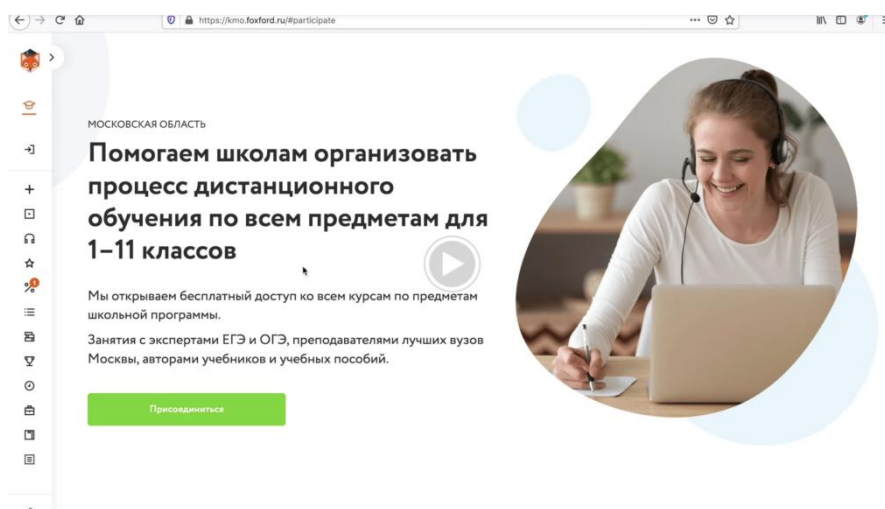 https://kmo.foxford.ru/#participate
МОСКОВСКАЯ ОБЛАСТЬ
Помогаем школам организовать
процесс дистанционного
обучения по всем предметам для
1–11 классов
Мы открываем бесплатный доступ ко всем курсам по предметам
школьной программы.
Занятия с экспертами ЕГЭ и ОГЭ, преподавателями лучших вузов
Москвы, авторами учебников и учебных пособий.
Присоединиться